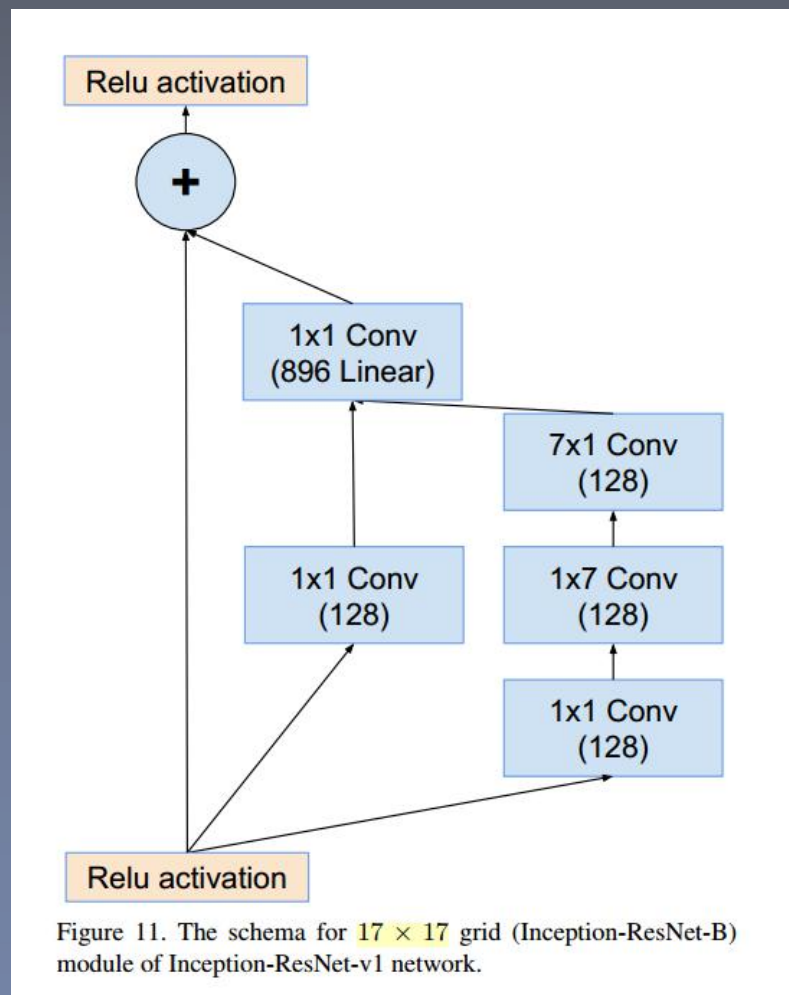 Relu activation
+
1x1 Conv
(896 Linear)
7x1 Conv
(128)
1x1 Conv
(128)
1x7 Conv
(128)
1x1 Conv
(128)
Relu activation
Figure 11. The schema for 17 × 17 grid (Inception-ResNet-B)
module of Inception-ResNet-v1 network.